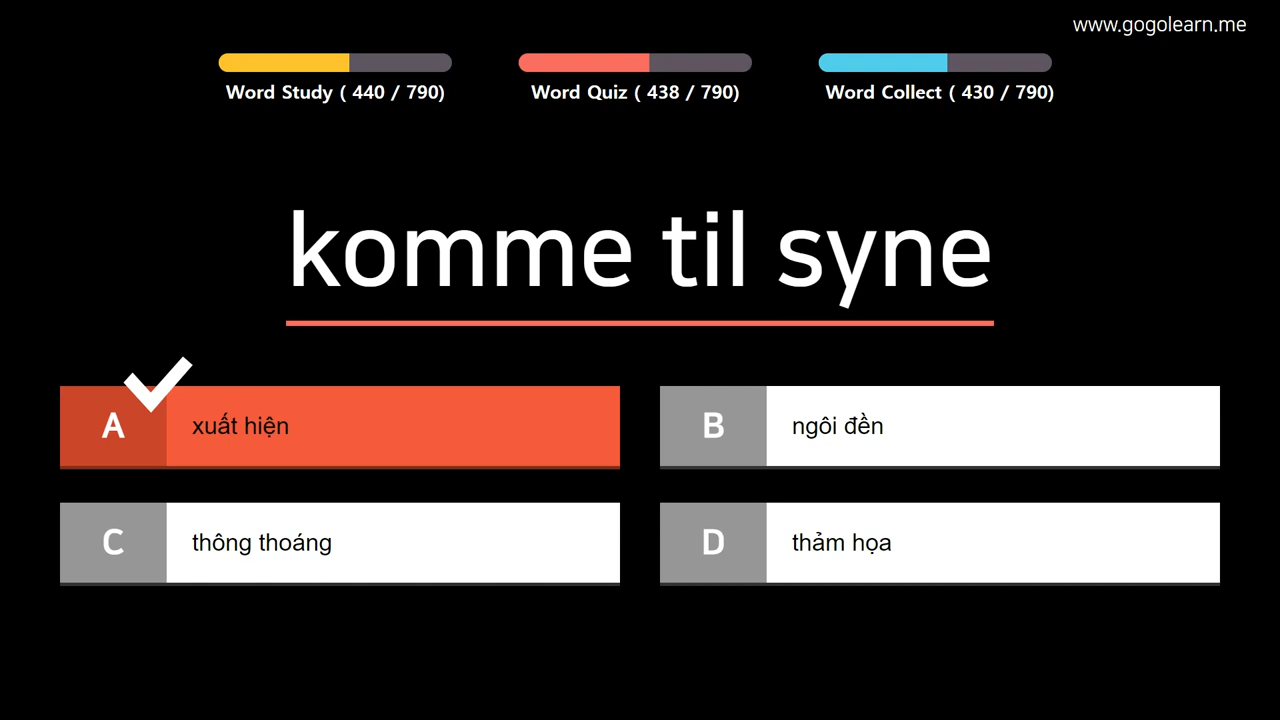 www.gogolearn.me
Word Study ( 440 / 790)
Word Quiz ( 438 / 790)
Word Collect ( 430 / 790)
komme til syne
A xuất hiện
B ngôi đền
C thông thoáng
D thảm họa